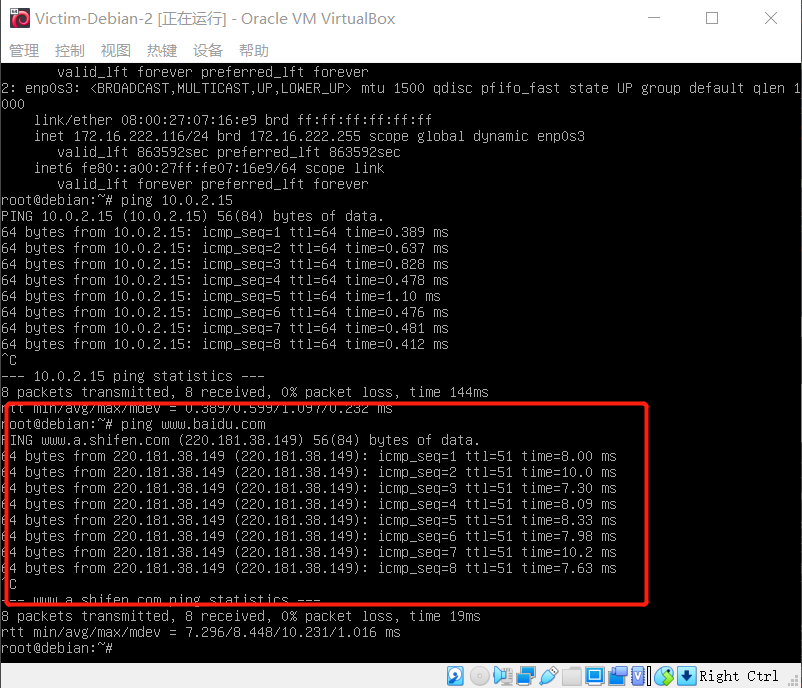 Victim-Debian-2 [正在运行] - Oracle VM VirtualBox
管理 控制 视图 热键 设备 帮助
valid_lft forever preferred_lft forever
2: enp0s3: <BROADCAST,MULTICAST,UP,LOWER_UP> mtu 1500 qdisc pfifo_fast state UP group default qlen 1
000
link/ether 08:00:27:07:16:e9 brd ff:ff:ff:ff:ff:ff
inet 172.16.222.116/24 brd 172.16.222.255 scope global dynamic enp0s3
valid_lft 863592sec preferred_lft 863592sec
inet6 fe80::a00:27ff:fe07:16e9/64 scope link
valid_lft forever preferred_lft forever
root@debian:~# ping 10.0.2.15
PING 10.0.2.15 (10.0.2.15) 56(84) bytes of data.
64 bytes from 10.0.2.15: icmp_seq=1 ttl=64 time=0.389 ms
64 bytes from 10.0.2.15: icmp_seq=2 ttl=64 time=0.637 ms
64 bytes from 10.0.2.15: icmp_seq=3 ttl=64 time=0.828 ms
64 bytes from 10.0.2.15: icmp_seq=4 ttl=64 time=0.478 ms
64 bytes from 10.0.2.15: icmp_seq=5 ttl=64 time=1.10 ms
64 bytes from 10.0.2.15: icmp_seq=6 ttl=64 time=0.476 ms
64 bytes from 10.0.2.15: icmp_seq=7 ttl=64 time=0.481 ms
64 bytes from 10.0.2.15: icmp_seq=8 ttl=64 time=0.412 ms
^C
--- 10.0.2.15 ping statistics ---
8 packets transmitted, 8 received, 0% packet loss, time 144ms
rtt min/avg/max/mdev = 0.389/0.599/1.097/0.232 ms
root@debian:~# ping www.baidu.com
PING www.a.shifen.com (220.181.38.149) 56(84) bytes of data.
64 bytes from 220.181.38.149 (220.181.38.149): icmp_seq=1 ttl=51 time=8.00 ms
64 bytes from 220.181.38.149 (220.181.38.149): icmp_seq=2 ttl=51 time=10.0 ms
64 bytes from 220.181.38.149 (220.181.38.149): icmp_seq=3 ttl=51 time=7.30 ms
64 bytes from 220.181.38.149 (220.181.38.149): icmp_seq=4 ttl=51 time=8.09 ms
64 bytes from 220.181.38.149 (220.181.38.149): icmp_seq=5 ttl=51 time=8.33 ms
64 bytes from 220.181.38.149 (220.181.38.149): icmp_seq=6 ttl=51 time=7.98 ms
64 bytes from 220.181.38.149 (220.181.38.149): icmp_seq=7 ttl=51 time=10.2 ms
64 bytes from 220.181.38.149 (220.181.38.149): icmp_seq=8 ttl=51 time=7.63 ms
^C
--- www.a.shifen.com ping statistics ---
8 packets transmitted, 8 received, 0% packet loss, time 19ms
rtt min/avg/max/mdev = 7.296/8.448/10.231/1.016 ms
root@debian:~#
Right Ctrl